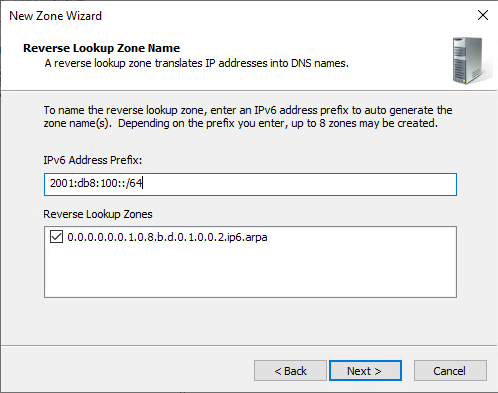 New Zone Wizard
Reverse Lookup Zone Name
A reverse lookup zone translates IP addresses into DNS names.
To name the reverse lookup zone, enter an IPv6 address prefix to auto generate the
zone name(s).  Depending on the prefix you enter, up to 8 zones may be created.
IPv6 Address Prefix:
2001:db8:100::/64
Reverse Lookup Zones
0.0.0.0.0.0.1.0.8.b.d.0.1.0.0.2.ip6.arpa
< Back
Next >
Cancel